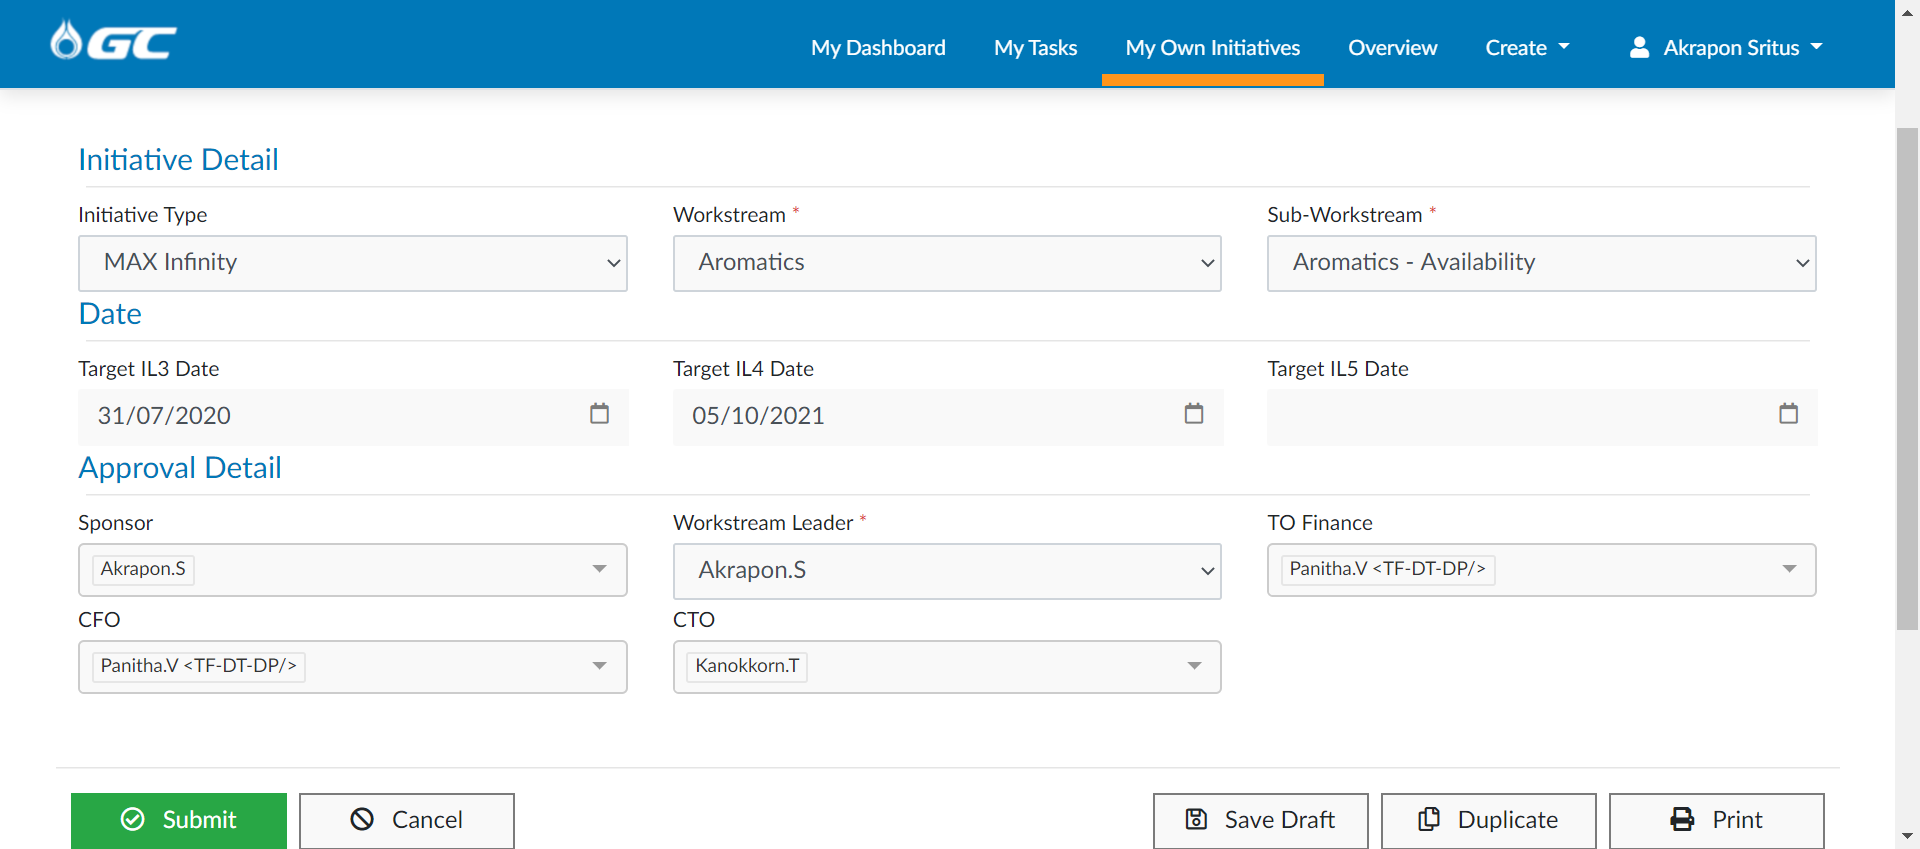 GC
My Dashboard My Tasks My Own Initiatives Overview Create Akrapon Sritus
Initiative Detail
Initiative Type Workstream * Sub-Workstream *
MAX Infinity Aromatics Aromatics - Availability
Date
Target IL3 Date Target IL4 Date Target IL5 Date
31/07/2020 05/10/2021
Approval Detail
Sponsor Workstream Leader * TO Finance
Akrapon.S Akrapon.S Panitha.V <TF-DT-DP/>
CFO CTO
Panitha.V <TF-DT-DP/> Kanokkorn.T
Submit Cancel Save Draft Duplicate Print